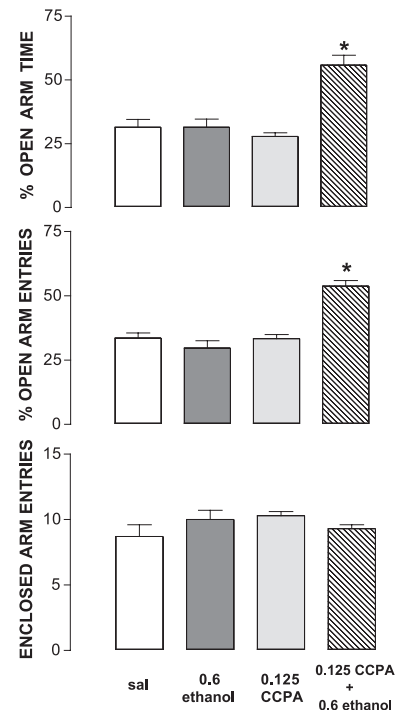 % OPEN ARM TIME
75
50
25
0
*
% OPEN ARM ENTRIES
75
50
25
0
*
ENCLOSED ARM ENTRIES
15
10
5
0
sal
0.6
ethanol
0.125
CCPA
0.125 CCPA
+
0.6 ethanol